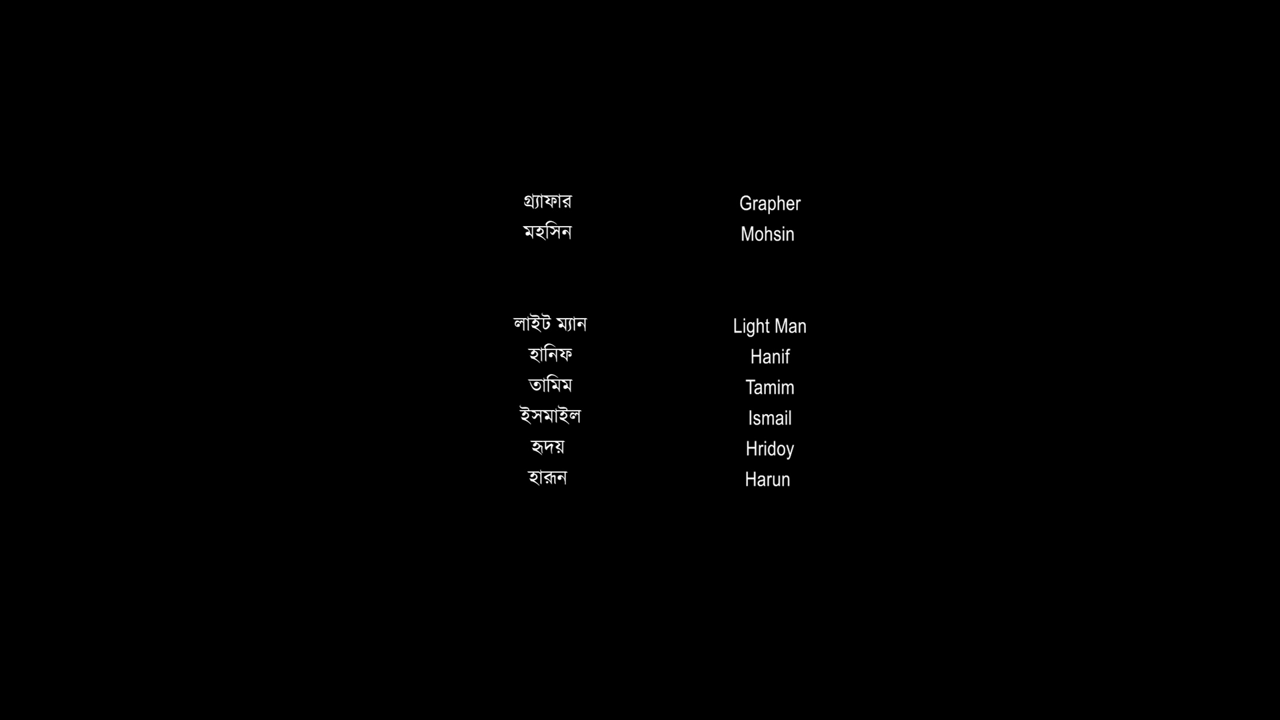 গ্র্যাফার Grapher
মহসিন Mohsin
লাইট ম্যান Light Man
হানিফ Hanif
তামিম Tamim
ইসমাইল Ismail
হৃদয় Hridoy
হারূন Harun